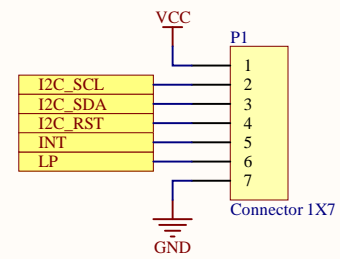 VCC
P1
1
I2C_SCL 2
I2C_SDA 3
I2C_RST 4
INT 5
LP 6
7
Connector 1X7
GND